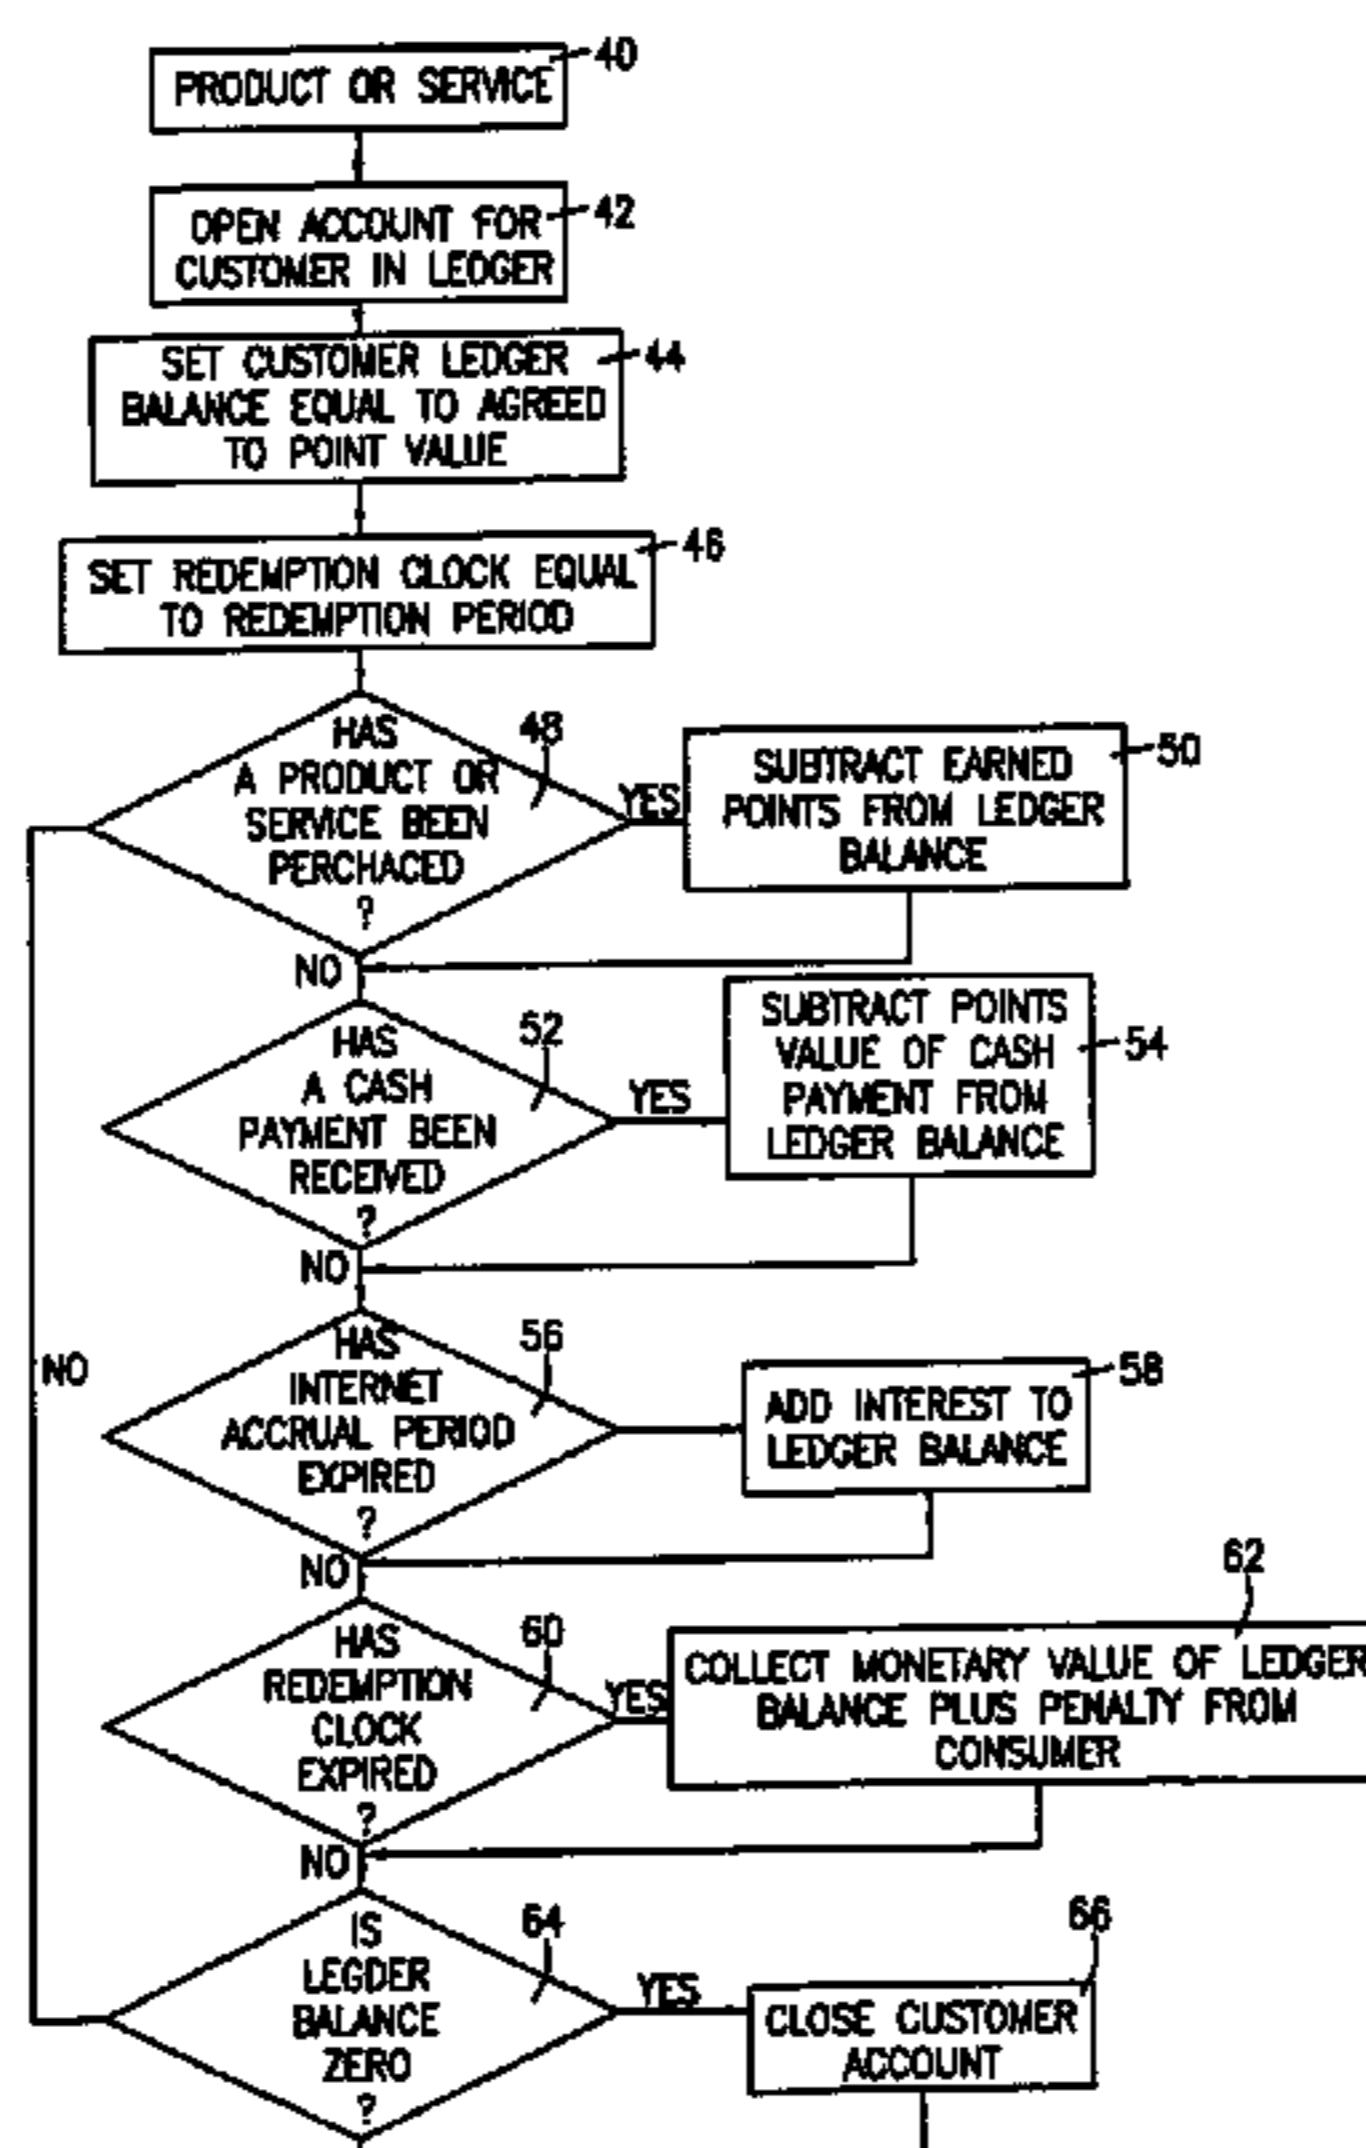 40
PRODUCT OR SERVICE
42
OPEN ACCOUNT FOR
CUSTOMER IN LEDGER
44
SET CUSTOMER LEDGER
BALANCE EQUAL TO AGREED
TO POINT VALUE
46
SET REDEMPTION CLOCK EQUAL
TO REDEMPTION PERIOD
48
HAS
A PRODUCT OR
SERVICE BEEN
PERCHACED
?
YES
50
SUBTRACT EARNED
POINTS FROM LEDGER
BALANCE
NO
52
HAS
A CASH
PAYMENT BEEN
RECEIVED
?
YES
54
SUBTRACT POINTS
VALUE OF CASH
PAYMENT FROM
LEDGER BALANCE
NO
56
HAS
INTERNET
ACCRUAL PERIOD
EXPIRED
?
58
ADD INTEREST TO
LEDGER BALANCE
NO
NO
60
HAS
REDEMPTION
CLOCK
EXPIRED
?
YES
62
COLLECT MONETARY VALUE OF LEDGER
BALANCE PLUS PENALTY FROM
CONSUMER
NO
64
IS
LEGDER
BALANCE
ZERO
?
YES
66
CLOSE CUSTOMER
ACCOUNT